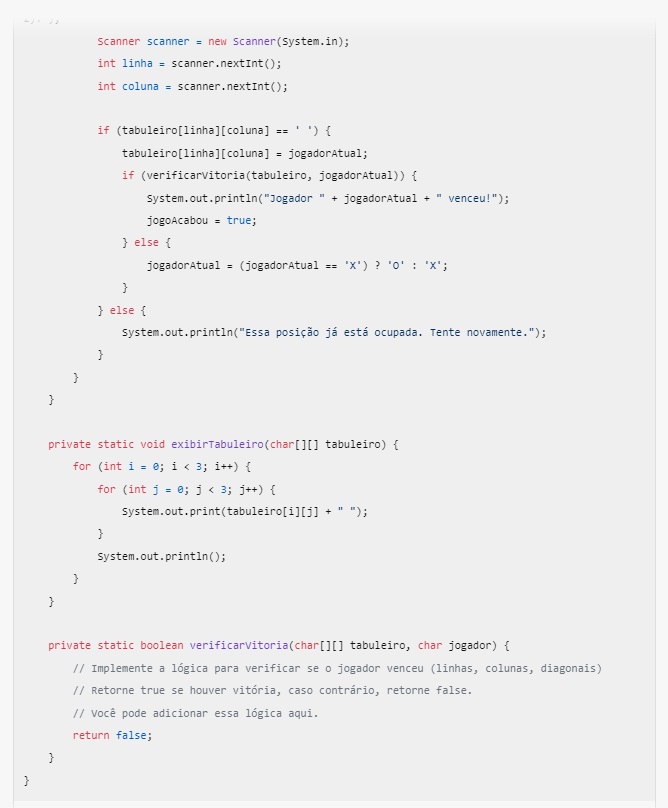 Scanner scanner = new Scanner(System.in);
int linha = scanner.nextInt();
int coluna = scanner.nextInt();
if (tabuleiro[linha][coluna] == ' ') {
tabuleiro[linha][coluna] = jogadorAtual;
if (verificarVitoria(tabuleiro, jogadorAtual)) {
System.out.println("Jogador " + jogadorAtual + " venceu!");
jogoAcabou = true;
} else {
jogadorAtual = (jogadorAtual == 'X') ? 'O' : 'X';
}
} else {
System.out.println("Essa posição já está ocupada. Tente novamente.");
}
}
}
private static void exibirTabuleiro(char[][] tabuleiro) {
for (int i = 0; i < 3; i++) {
for (int j = 0; j < 3; j++) {
System.out.print(tabuleiro[i][j] + " ");
}
System.out.println();
}
}
private static boolean verificarVitoria(char[][] tabuleiro, char jogador) {
// Implemente a lógica para verificar se o jogador venceu (linhas, colunas, diagonais)
// Retorne true se houver vitória, caso contrário, retorne false.
// Você pode adicionar essa lógica aqui.
return false;
}
}